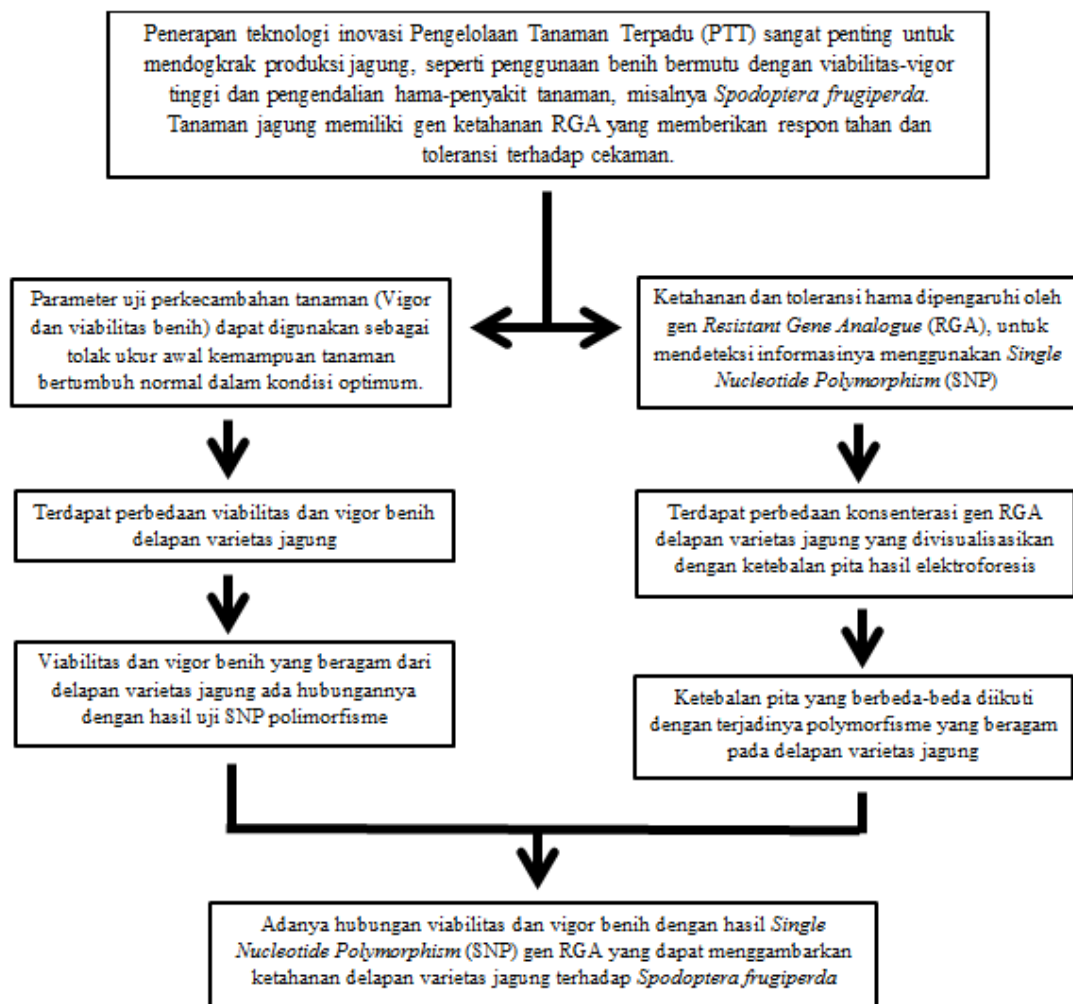 Penerapan teknologi inovasi Pengelolaan Tanaman Terpadu (PTT) sangat penting untuk
mendogkrak produksi jagung, seperti penggunaan benih bermutu dengan viabilitas-vigor
tinggi dan pengendalian hama-penyakit tanaman, misalnya Spodoptera frugiperda.
Tanaman jagung memiliki gen ketahanan RGA yang memberikan respon tahan dan
toleransi terhadap cekaman.
Parameter uji perkecambahan tanaman (Vigor
dan viabilitas benih) dapat digunakan sebagai
tolak ukur awal kemampuan tanaman
bertumbuh normal dalam kondisi optimum.
Ketahanan dan toleransi hama dipengaruhi oleh
gen Resistant Gene Analogue (RGA), untuk
mendeteksi informasinya menggunakan Single
Nucleotide Polymorphism (SNP)
Terdapat perbedaan viabilitas dan vigor benih
delapan varietas jagung
Terdapat perbedaan konsenterasi gen RGA
delapan varietas jagung yang divisualisasikan
dengan ketebalan pita hasil elektroforesis
Viabilitas dan vigor benih yang beragam dari
delapan varietas jagung ada hubungannya
dengan hasil uji SNP polimorfisme
Ketebalan pita yang berbeda-beda diikuti
dengan terjadinya polymorfisme yang beragam
pada delapan varietas jagung
Adanya hubungan viabilitas dan vigor benih dengan hasil Single
Nucleotide Polymorphism (SNP) gen RGA yang dapat menggambarkan
ketahanan delapan varietas jagung terhadap Spodoptera frugiperda